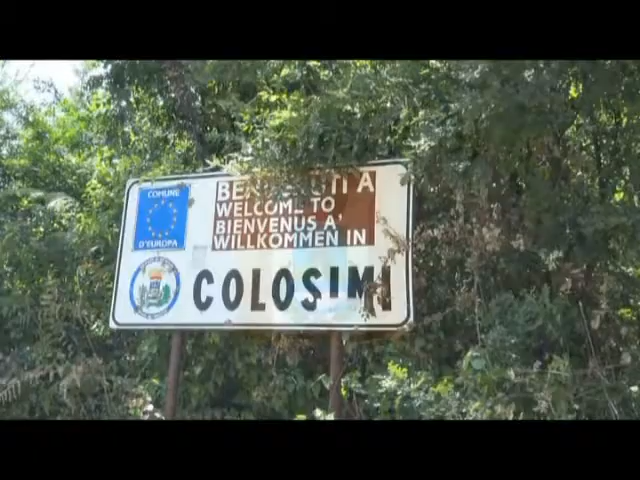 COMUNE
D'EUROPA
BENVENUTI A
WELCOME TO
BIENVENUS A'
WILLKOMMEN IN
COLOSIMI